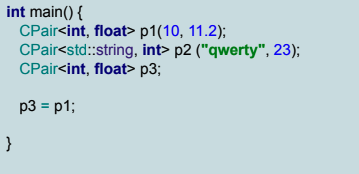 int main() {
CPair<int, float> p1(10, 11.2);
CPair<std::string, int> p2 ("qwerty", 23);
CPair<int, float> p3;
p3 = p1;
}